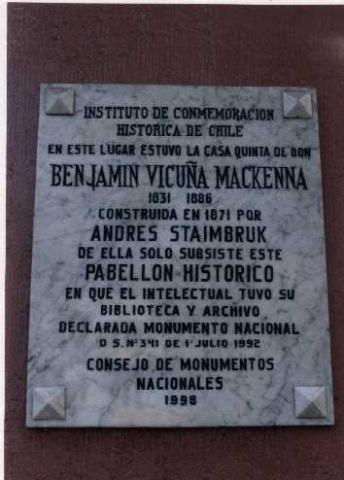 INSTITUTO DE CONMEMORACION
HISTORICA DE CHILE
EN ESTE LUGAR ESTUVO LA CASA QUINTA DE DON
BENJAMIN VICUÑA MACKENNA
1831 1886
CONSTRUIDA EN 1871 POR
ANDRES STAIMBRUK
DE ELLA SOLO SUBSISTE ESTE
PABELLON HISTORICO
EN QUE EL INTELECTUAL TUVO SU
BIBLIOTECA Y ARCHIVO
DECLARADA MONUMENTO NACIONAL
D S. Nº341 DE 1º JULIO 1992
CONSEJO DE MONUMENTOS
NACIONALES
1998